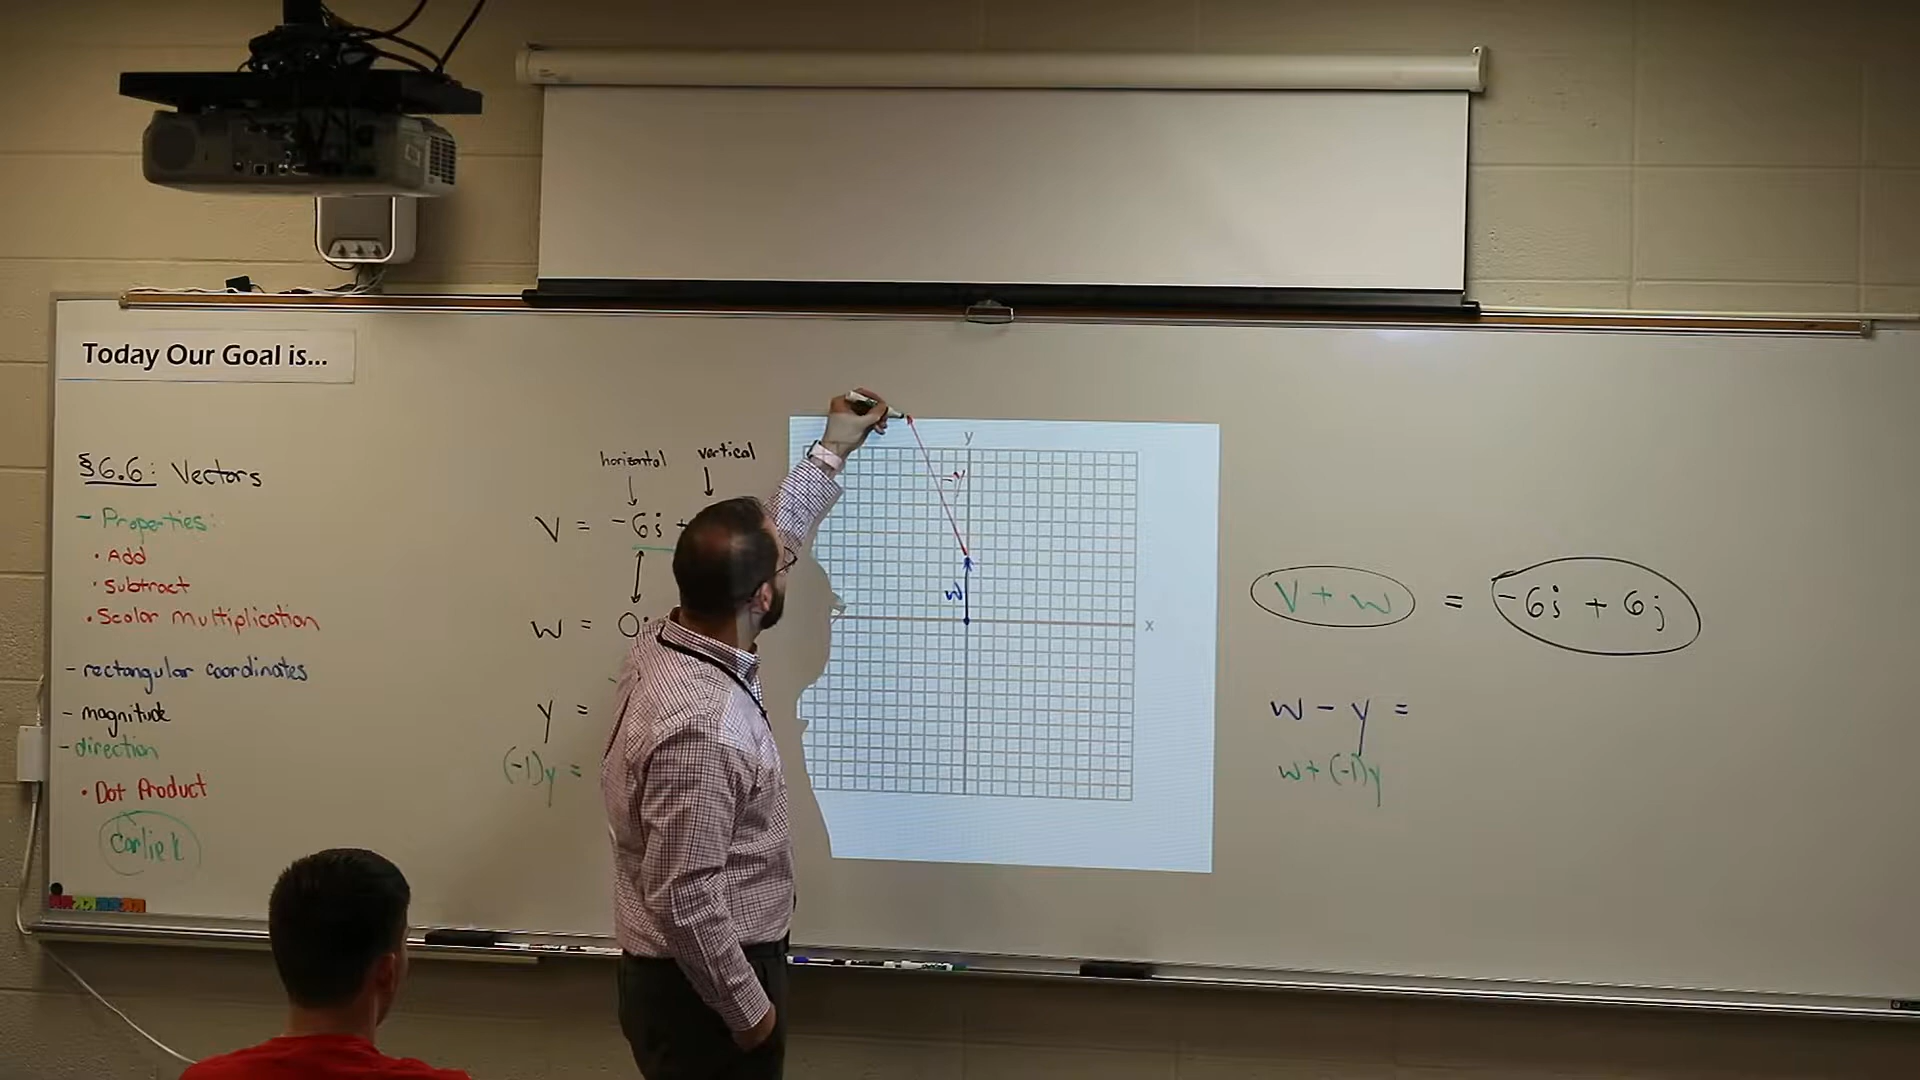 Today Our Goal is...
§6.6: Vectors
- Properties:
• Add
• Subtract
• Scalar multiplication
- rectangular coordinates
- magnitude
- direction
• Dot Product
horizontal
vertical
V = -6i +
W = 0i
y =
(-1)y =
y
-y
w
x
V + W = -6i + 6j
w - y =
w + (-1)y